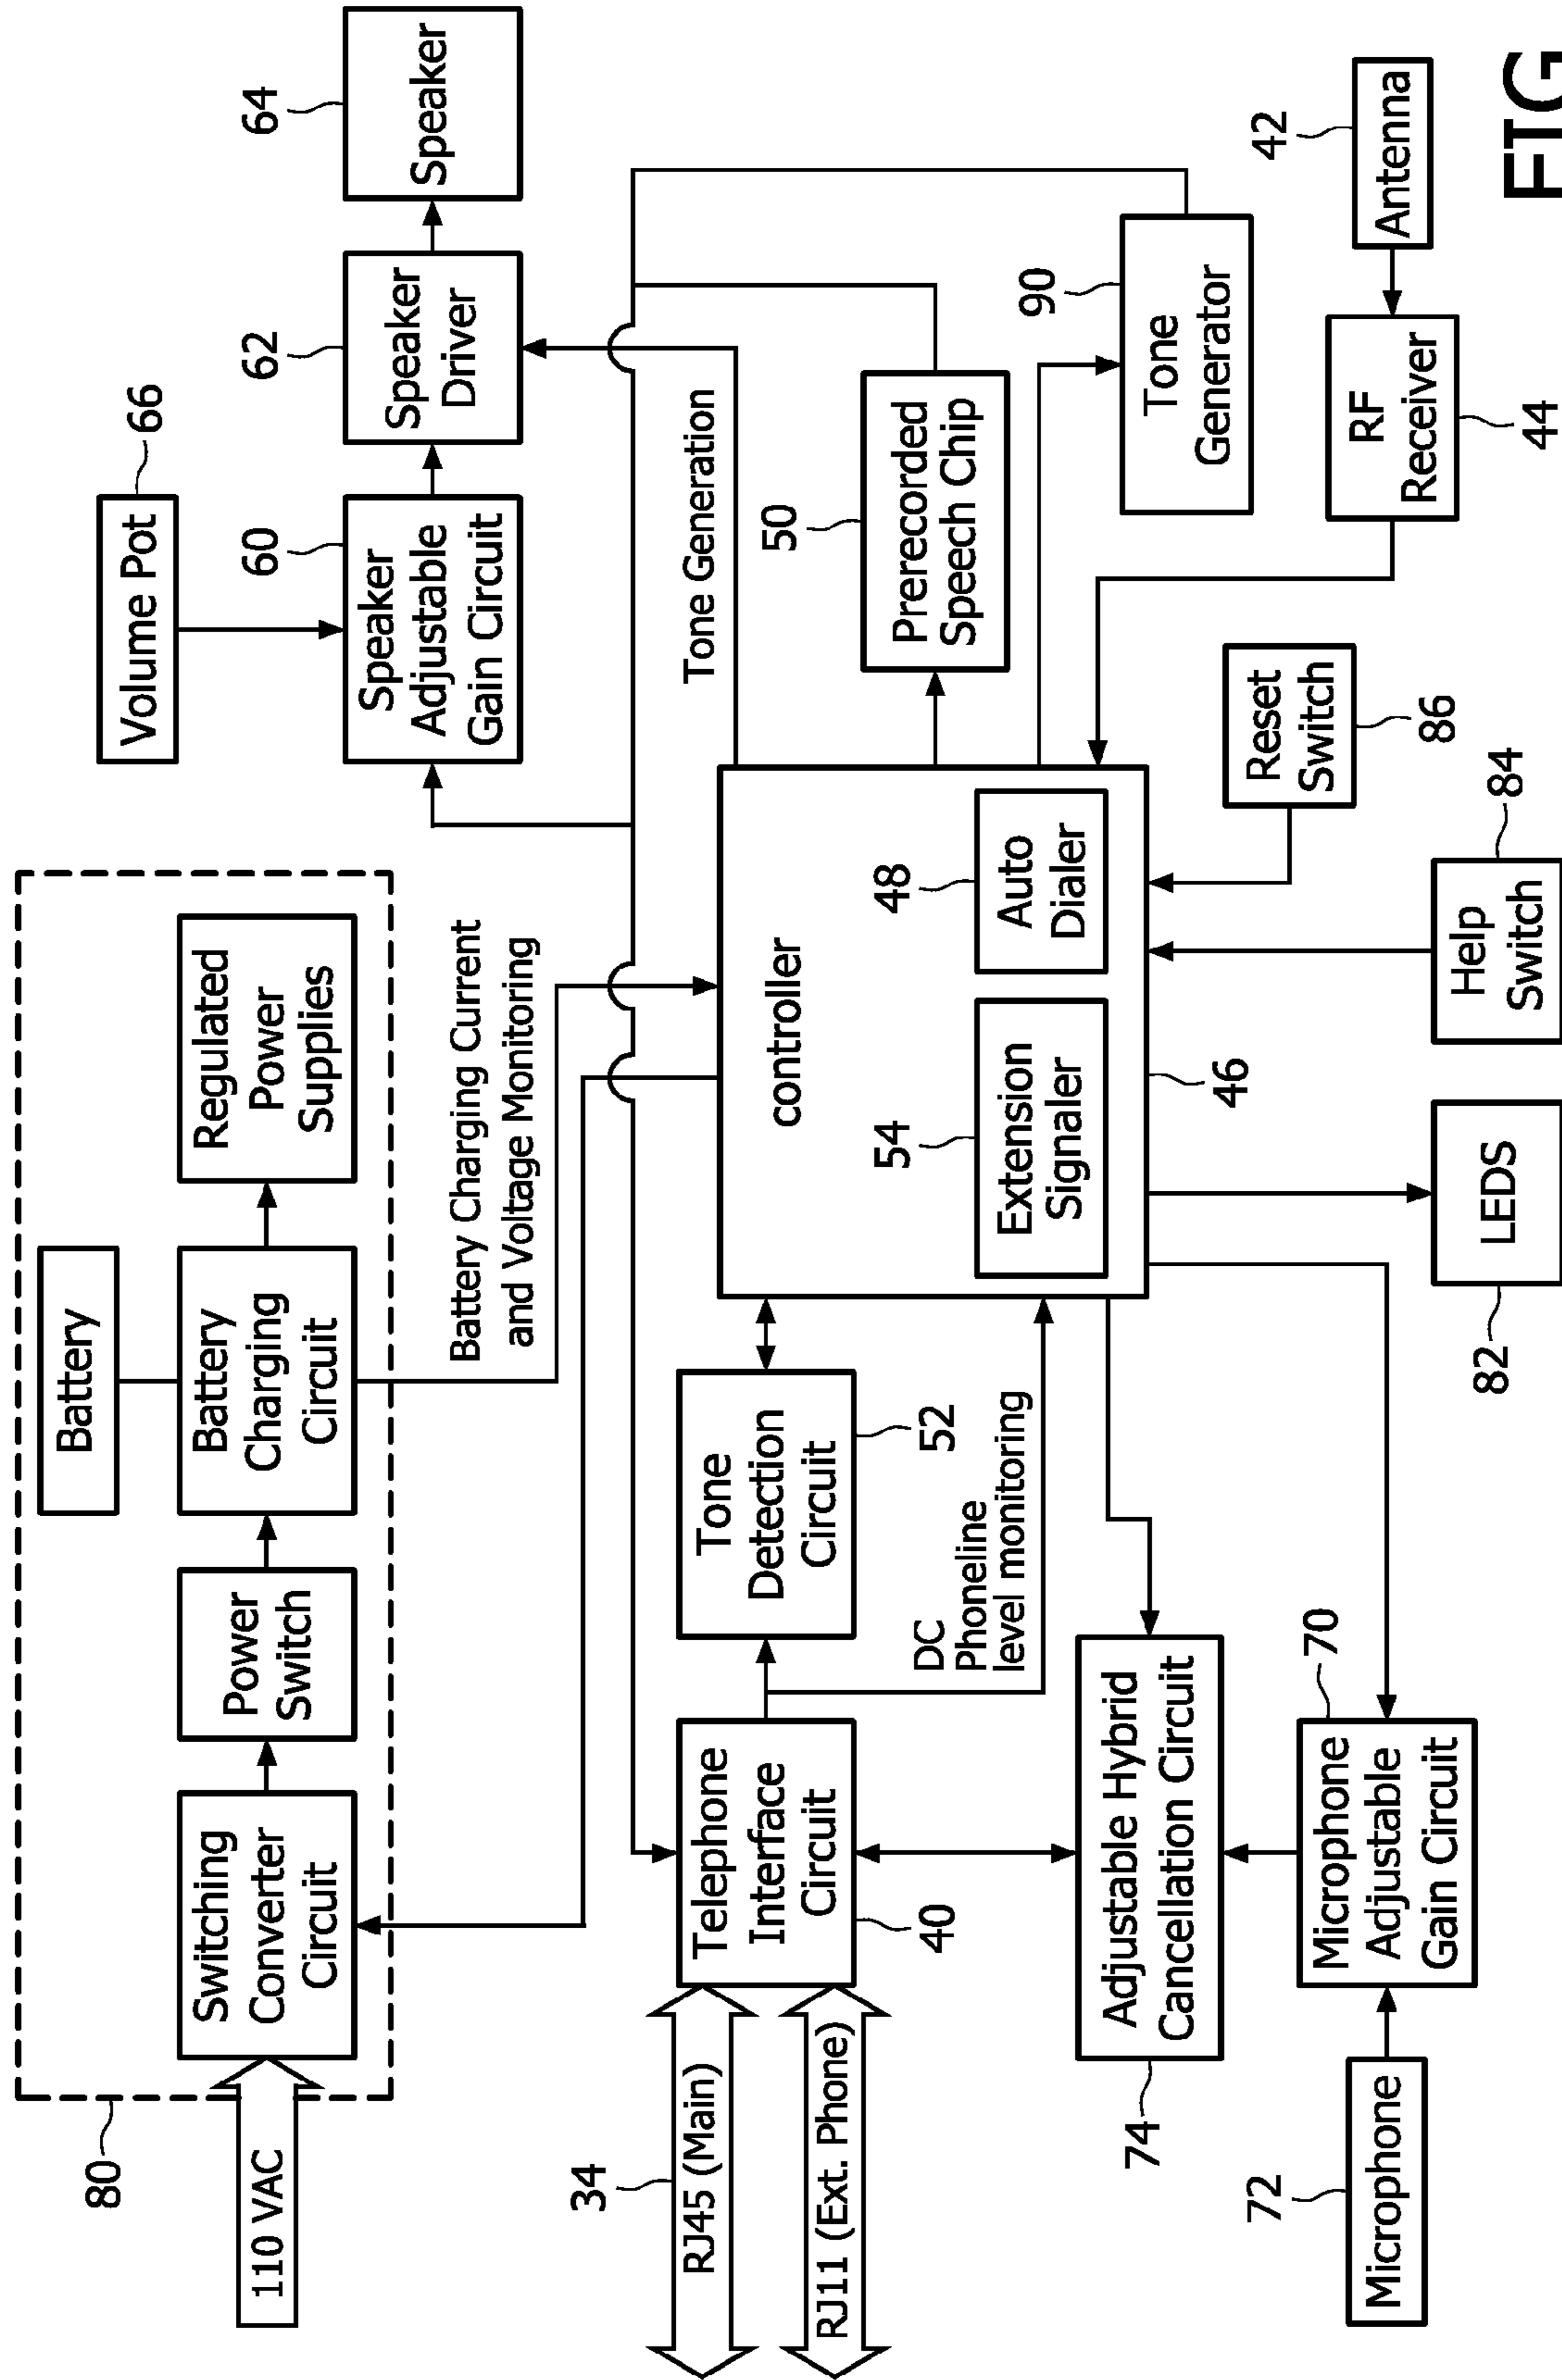 80
110 VAC
Switching
Converter
Circuit
Power
Switch
Battery
Battery
Charging
Circuit
Regulated
Power
Supplies
Battery Charging Current
and Voltage Monitoring
Volume Pot
66
60
Speaker
Adjustable
Gain Circuit
62
Speaker
Driver
64
Speaker
Tone Generation
34
RJ45 (Main)
RJ11 (Ext. Phone)
Telephone
Interface
Circuit
40
Tone
Detection
Circuit
52
DC
Phoneline
level monitoring
controller
54
Extension
Signaler
48
Auto
Dialer
46
50
Prerecorded
Speech Chip
90
Tone
Generator
74
Adjustable Hybrid
Cancellation Circuit
72
Microphone
70
Microphone
Adjustable
Gain Circuit
82
LEDS
84
Help
Switch
Reset
Switch
86
RF
Receiver
44
42
Antenna
FIG